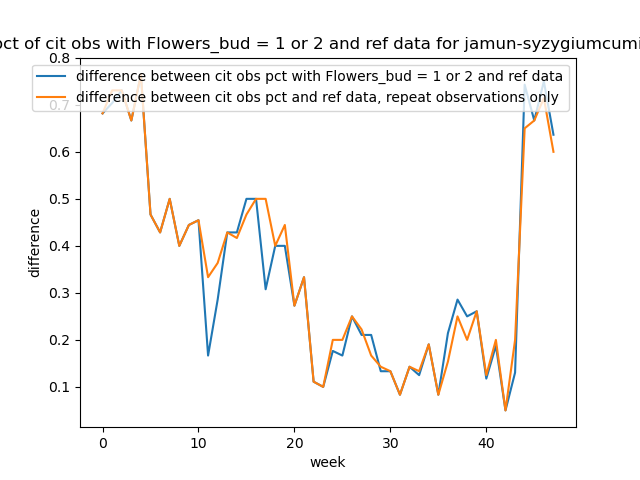 pct of cit obs with Flowers_bud = 1 or 2 and ref data for jamun-syzygiumcumi
difference between cit obs pct with Flowers_bud = 1 or 2 and ref data
difference between cit obs pct and ref data, repeat observations only
0.8
0.7
0.6
0.5
0.4
0.3
0.2
0.1
difference
0 10 20 30 40
week